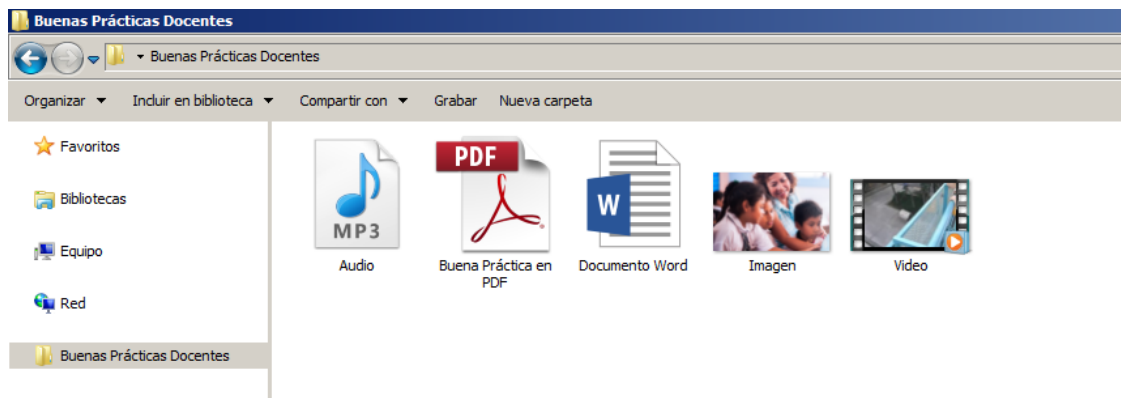 Buenas Prácticas Docentes
Buenas Prácticas Docentes
Organizar Incluir en biblioteca Compartir con Grabar Nueva carpeta
Favoritos
Bibliotecas
Equipo
Red
Buenas Prácticas Docentes
MP3
Audio
PDF
Buena Práctica en
PDF
W
Documento Word
Imagen
Video